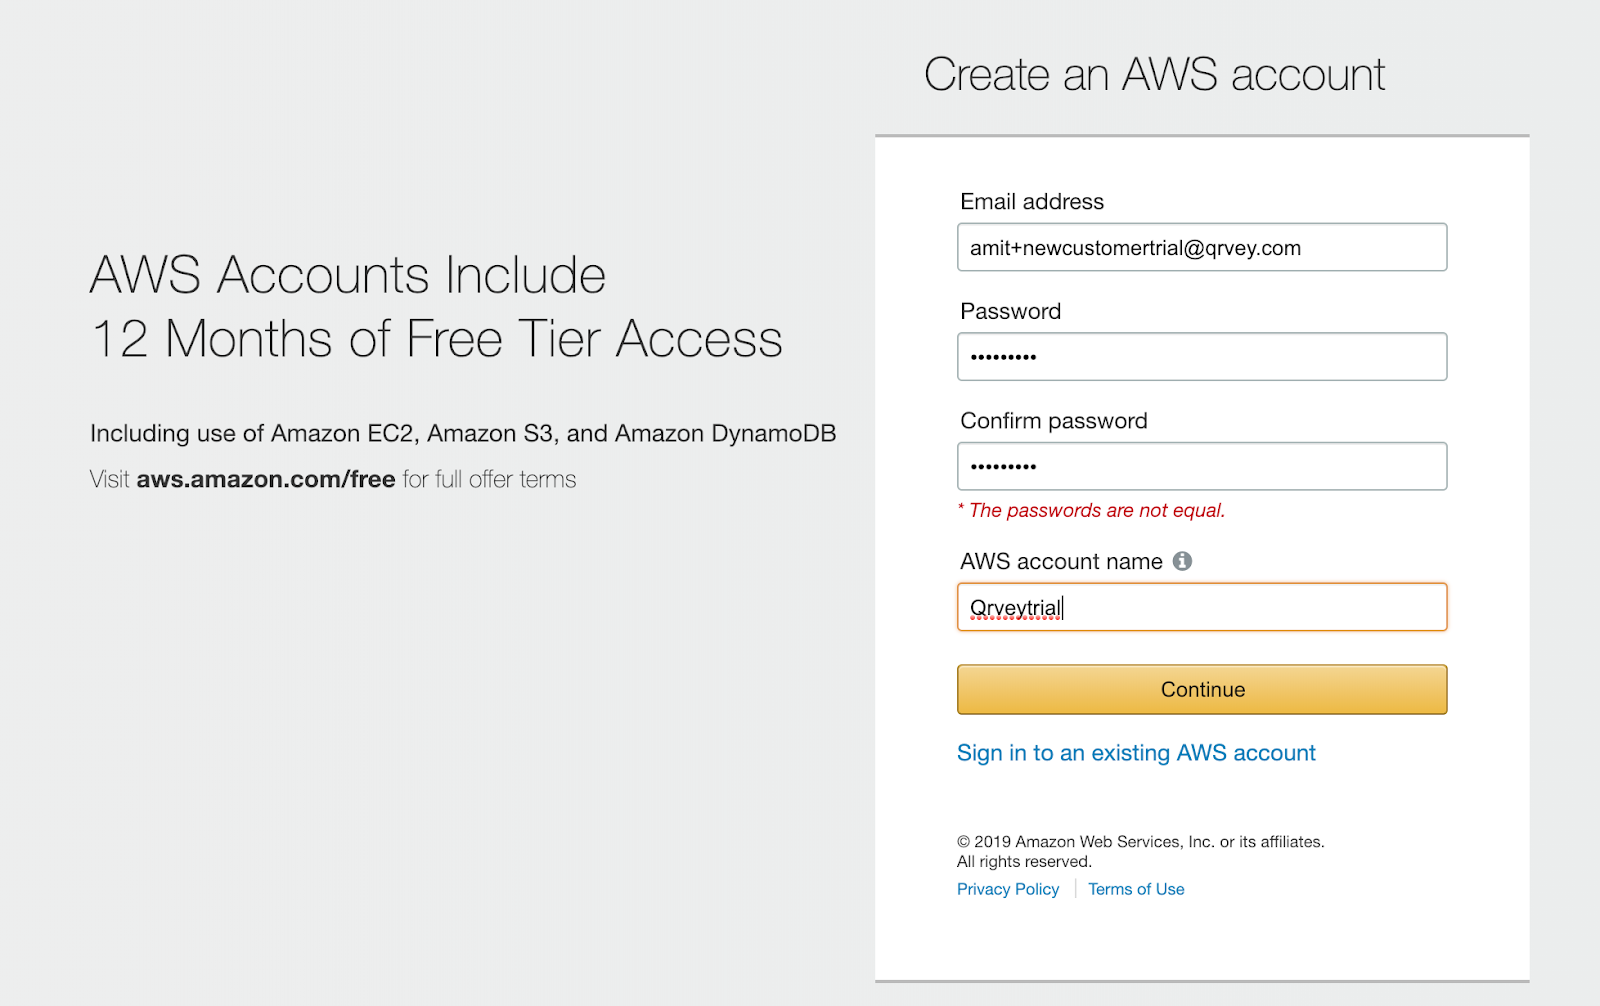 Create an AWS account
AWS Accounts Include
12 Months of Free Tier Access
Including use of Amazon EC2, Amazon S3, and Amazon DynamoDB
Visit aws.amazon.com/free for full offer terms
Email address
amit+newcustomertrial@qrvey.com
Password
•••••••••
Confirm password
•••••••••
* The passwords are not equal.
AWS account name
Qrveytrial
Continue
Sign in to an existing AWS account
© 2019 Amazon Web Services, Inc. or its affiliates.
All rights reserved.
Privacy Policy | Terms of Use